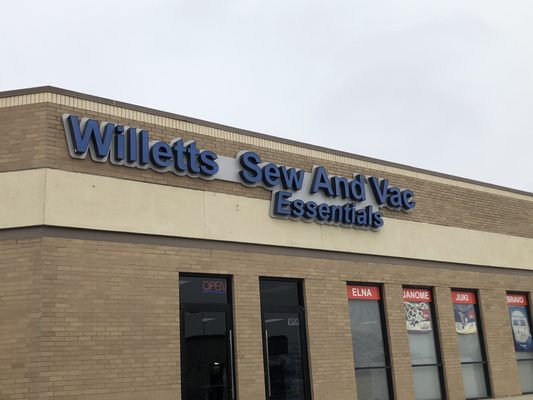 Willetts Sew And Vac
Essentials
OPEN
ELNA
JANOME
JUKI
BRAVO